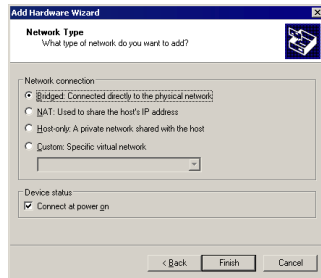 Add Hardware Wizard
Network Type
What type of network do you want to add?
Network connection
Bridged: Connected directly to the physical network
NAT: Used to share the host's IP address
Host-only: A private network shared with the host
Custom: Specific virtual network
Device status
Connect at power on
< Back Finish Cancel